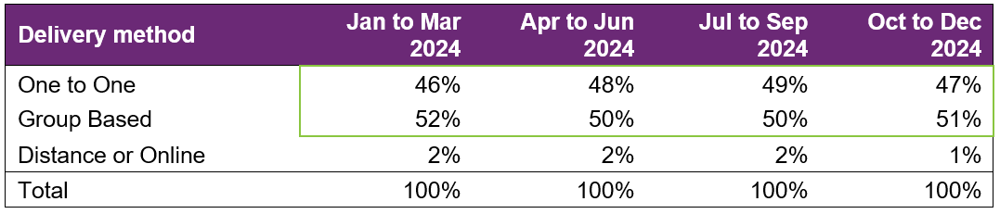 Delivery method Jan to Mar 2024 Apr to Jun 2024 Jul to Sep 2024 Oct to Dec 2024
One to One 46% 48% 49% 47%
Group Based 52% 50% 50% 51%
Distance or Online 2% 2% 2% 1%
Total 100% 100% 100% 100%